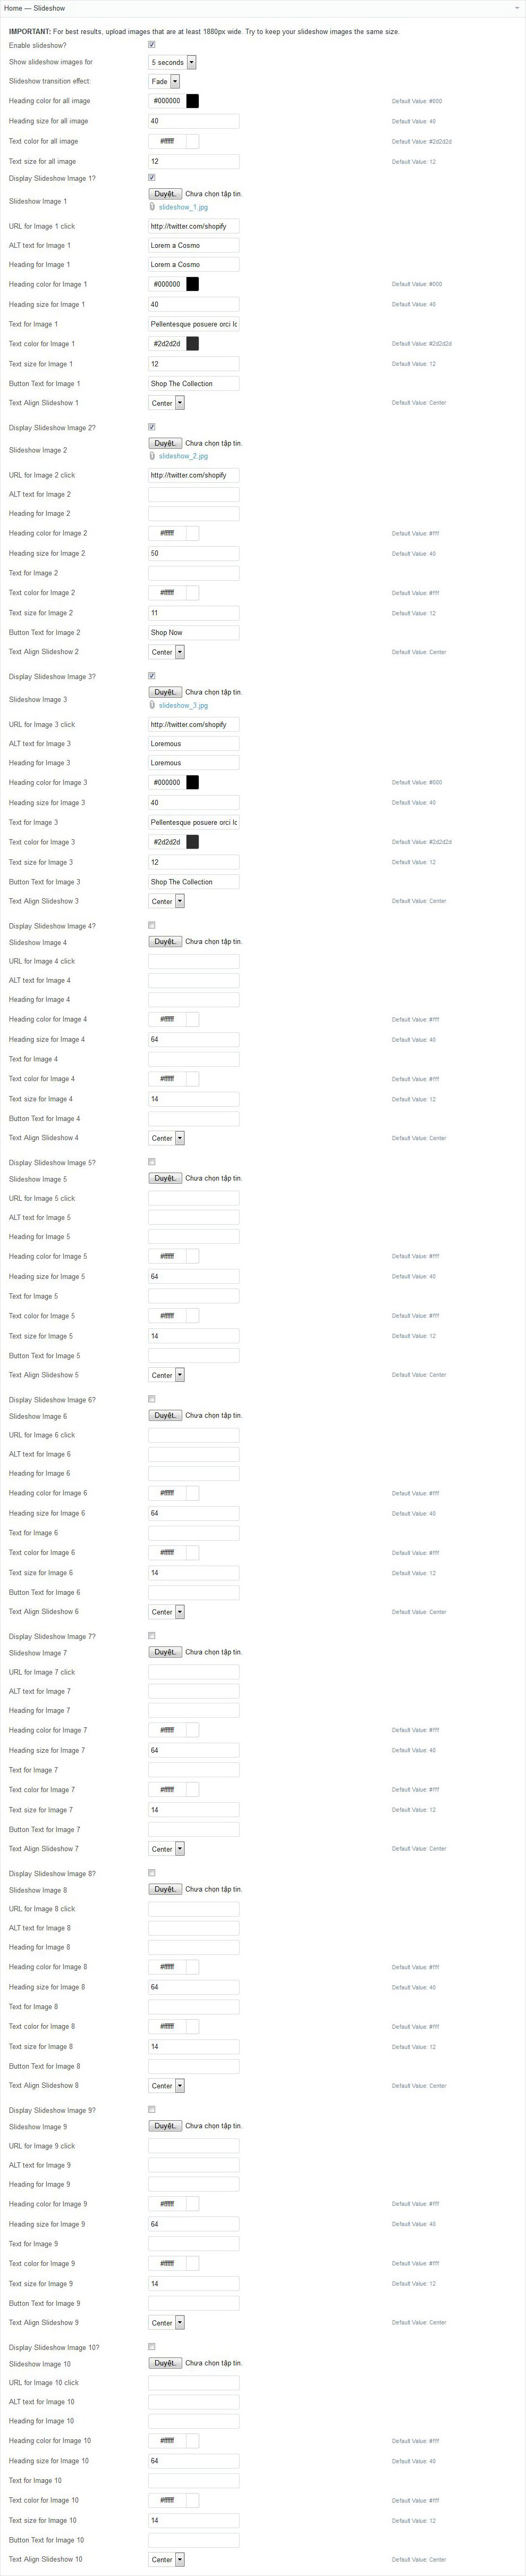 Home — Slideshow
IMPORTANT: For best results, upload images that are at least 1880px wide. Try to keep your slideshow images the same size.
Enable slideshow?
Show slideshow images for 5 seconds
Slideshow transition effect: Fade
Heading color for all image #000000 Default Value: #000
Heading size for all image 40 Default Value: 40
Text color for all image #ffffff Default Value: #2d2d2d
Text size for all image 12 Default Value: 12
Display Slideshow Image 1?
Slideshow Image 1 Duyệt.. Chưa chọn tập tin.
slideshow_1.jpg
URL for Image 1 click http://twitter.com/shopify
ALT text for Image 1 Lorem a Cosmo
Heading for Image 1 Lorem a Cosmo
Heading color for Image 1 #000000 Default Value: #000
Heading size for Image 1 40 Default Value: 40
Text for Image 1 Pellentesque posuere orci lc
Text color for Image 1 #2d2d2d Default Value: #2d2d2d
Text size for Image 1 12 Default Value: 12
Button Text for Image 1 Shop The Collection
Text Align Slideshow 1 Center Default Value: Center
Display Slideshow Image 2?
Slideshow Image 2 Duyệt.. Chưa chọn tập tin.
slideshow_2.jpg
URL for Image 2 click http://twitter.com/shopify
ALT text for Image 2
Heading for Image 2
Heading color for Image 2 #ffffff Default Value: #fff
Heading size for Image 2 50 Default Value: 40
Text for Image 2
Text color for Image 2 #ffffff Default Value: #fff
Text size for Image 2 11 Default Value: 12
Button Text for Image 2 Shop Now
Text Align Slideshow 2 Center Default Value: Center
Display Slideshow Image 3?
Slideshow Image 3 Duyệt.. Chưa chọn tập tin.
slideshow_3.jpg
URL for Image 3 click http://twitter.com/shopify
ALT text for Image 3 Loremous
Heading for Image 3 Loremous
Heading color for Image 3 #000000 Default Value: #000
Heading size for Image 3 40 Default Value: 40
Text for Image 3 Pellentesque posuere orci lc
Text color for Image 3 #2d2d2d Default Value: #2d2d2d
Text size for Image 3 12 Default Value: 12
Button Text for Image 3 Shop The Collection
Text Align Slideshow 3 Center Default Value: Center
Display Slideshow Image 4?
Slideshow Image 4 Duyệt.. Chưa chọn tập tin.
URL for Image 4 click
ALT text for Image 4
Heading for Image 4
Heading color for Image 4 #ffffff Default Value: #fff
Heading size for Image 4 64 Default Value: 40
Text for Image 4
Text color for Image 4 #ffffff Default Value: #fff
Text size for Image 4 14 Default Value: 12
Button Text for Image 4
Text Align Slideshow 4 Center Default Value: Center
Display Slideshow Image 5?
Slideshow Image 5 Duyệt.. Chưa chọn tập tin.
URL for Image 5 click
ALT text for Image 5
Heading for Image 5
Heading color for Image 5 #ffffff Default Value: #fff
Heading size for Image 5 64 Default Value: 40
Text for Image 5
Text color for Image 5 #ffffff Default Value: #fff
Text size for Image 5 14 Default Value: 12
Button Text for Image 5
Text Align Slideshow 5 Center Default Value: Center
Display Slideshow Image 6?
Slideshow Image 6 Duyệt.. Chưa chọn tập tin.
URL for Image 6 click
ALT text for Image 6
Heading for Image 6
Heading color for Image 6 #ffffff Default Value: #fff
Heading size for Image 6 64 Default Value: 40
Text for Image 6
Text color for Image 6 #ffffff Default Value: #fff
Text size for Image 6 14 Default Value: 12
Button Text for Image 6
Text Align Slideshow 6 Center Default Value: Center
Display Slideshow Image 7?
Slideshow Image 7 Duyệt.. Chưa chọn tập tin.
URL for Image 7 click
ALT text for Image 7
Heading for Image 7
Heading color for Image 7 #ffffff Default Value: #fff
Heading size for Image 7 64 Default Value: 40
Text for Image 7
Text color for Image 7 #ffffff Default Value: #fff
Text size for Image 7 14 Default Value: 12
Button Text for Image 7
Text Align Slideshow 7 Center Default Value: Center
Display Slideshow Image 8?
Slideshow Image 8 Duyệt.. Chưa chọn tập tin.
URL for Image 8 click
ALT text for Image 8
Heading for Image 8
Heading color for Image 8 #ffffff Default Value: #fff
Heading size for Image 8 64 Default Value: 40
Text for Image 8
Text color for Image 8 #ffffff Default Value: #fff
Text size for Image 8 14 Default Value: 12
Button Text for Image 8
Text Align Slideshow 8 Center Default Value: Center
Display Slideshow Image 9?
Slideshow Image 9 Duyệt.. Chưa chọn tập tin.
URL for Image 9 click
ALT text for Image 9
Heading for Image 9
Heading color for Image 9 #ffffff Default Value: #fff
Heading size for Image 9 64 Default Value: 40
Text for Image 9
Text color for Image 9 #ffffff Default Value: #fff
Text size for Image 9 14 Default Value: 12
Button Text for Image 9
Text Align Slideshow 9 Center Default Value: Center
Display Slideshow Image 10?
Slideshow Image 10 Duyệt.. Chưa chọn tập tin.
URL for Image 10 click
ALT text for Image 10
Heading for Image 10
Heading color for Image 10 #ffffff Default Value: #fff
Heading size for Image 10 64 Default Value: 40
Text for Image 10
Text color for Image 10 #ffffff Default Value: #fff
Text size for Image 10 14 Default Value: 12
Button Text for Image 10
Text Align Slideshow 10 Center Default Value: Center